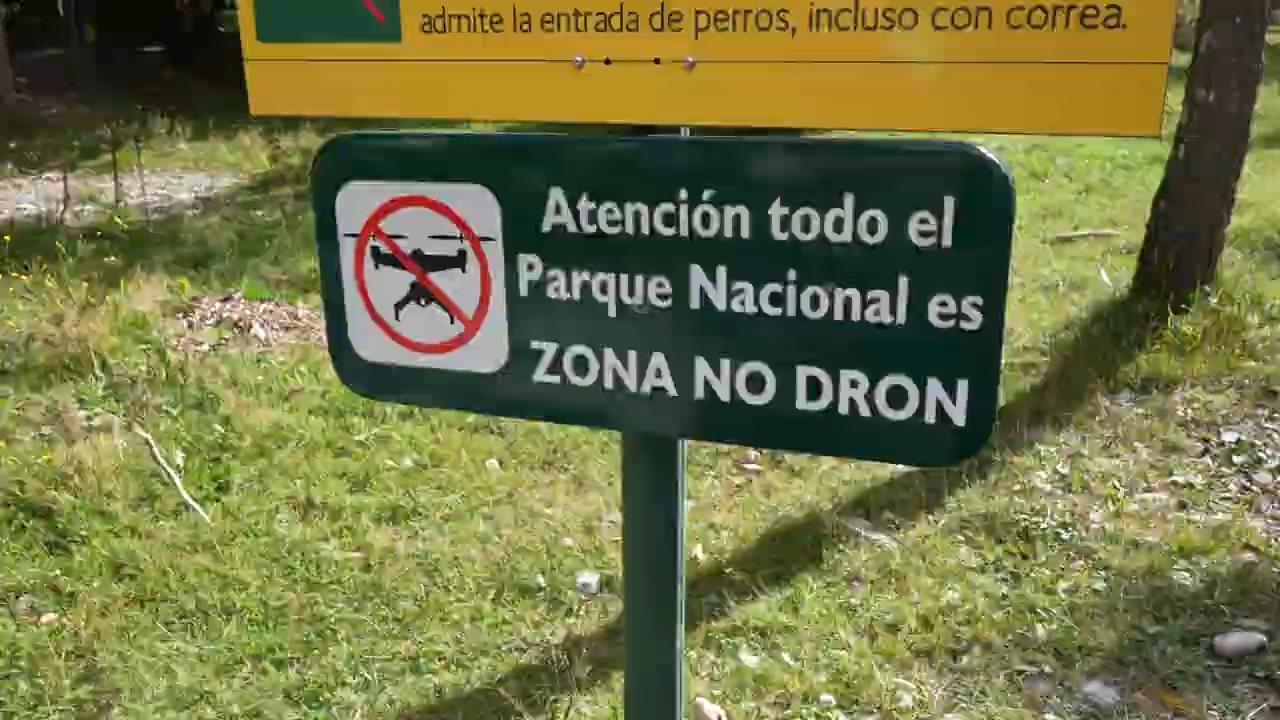 admite la entrada de perros, incluso con correa.
Atención todo el
Parque Nacional es
ZONA NO DRON